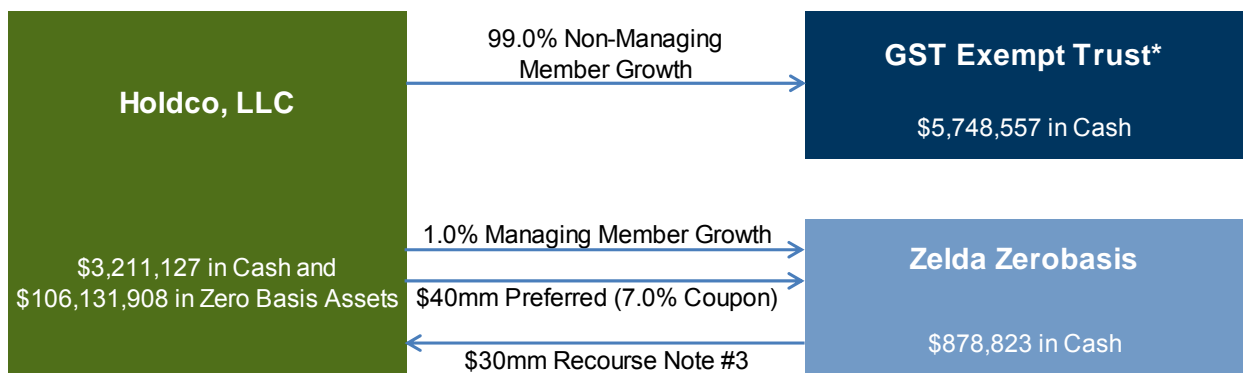 Holdco, LLC
$3,211,127 in Cash and
$106,131,908 in Zero Basis Assets
99.0% Non-Managing
Member Growth
GST Exempt Trust*
$5,748,557 in Cash
1.0% Managing Member Growth
$40mm Preferred (7.0% Coupon)
$30mm Recourse Note #3
Zelda Zerobasis
$878,823 in Cash